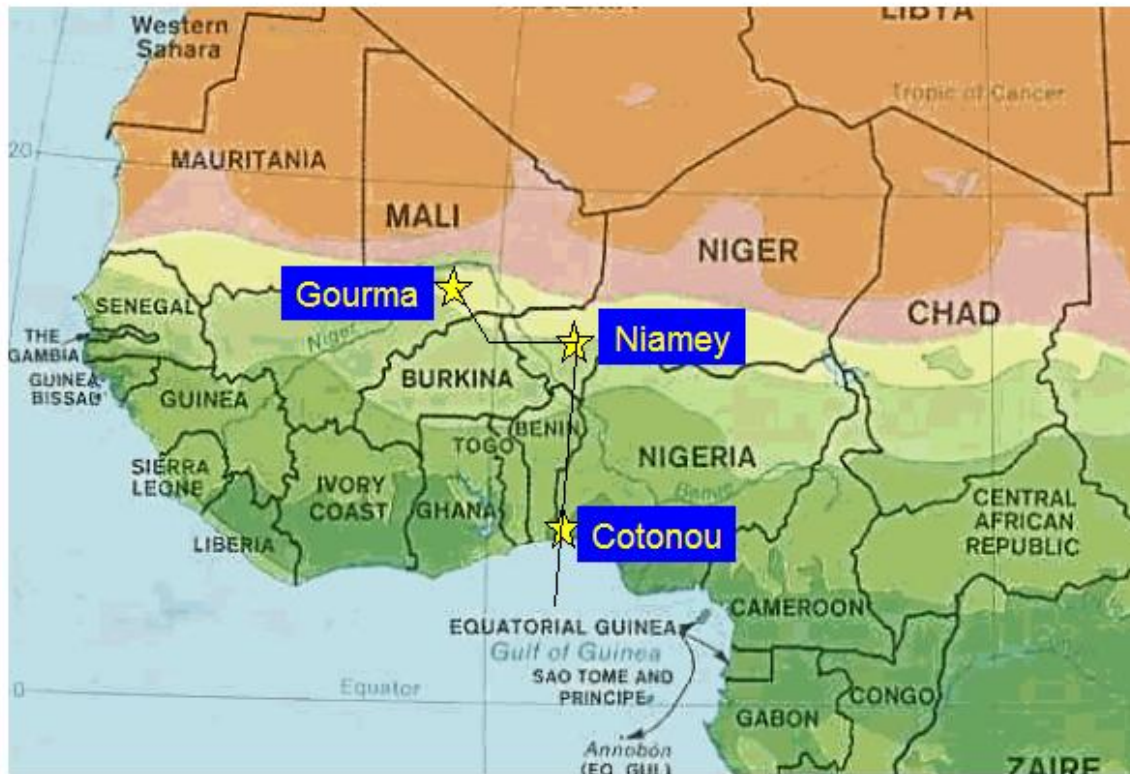 ALGERIA
LIBYA
Western
Sahara
Tropic of Cancer
20
MAURITANIA
MALI
NIGER
CHAD
Gourma
Niamey
SENEGAL
THE
GAMBIA
GUINEA
BISSAU
Niger
BURKINA
GUINEA
BENIN
TOGO
NIGERIA
SIERRA
LEONE
IVORY
COAST
GHANA
Benue
CENTRAL
AFRICAN
REPUBLIC
LIBERIA
Cotonou
CAMEROON
EQUATORIAL GUINEA
Gulf of Guinea
SAO TOME AND
PRINCIPE
0
Equator
CONGO
GABON
Annobón
(EQ. GUI.)
ZAIRE